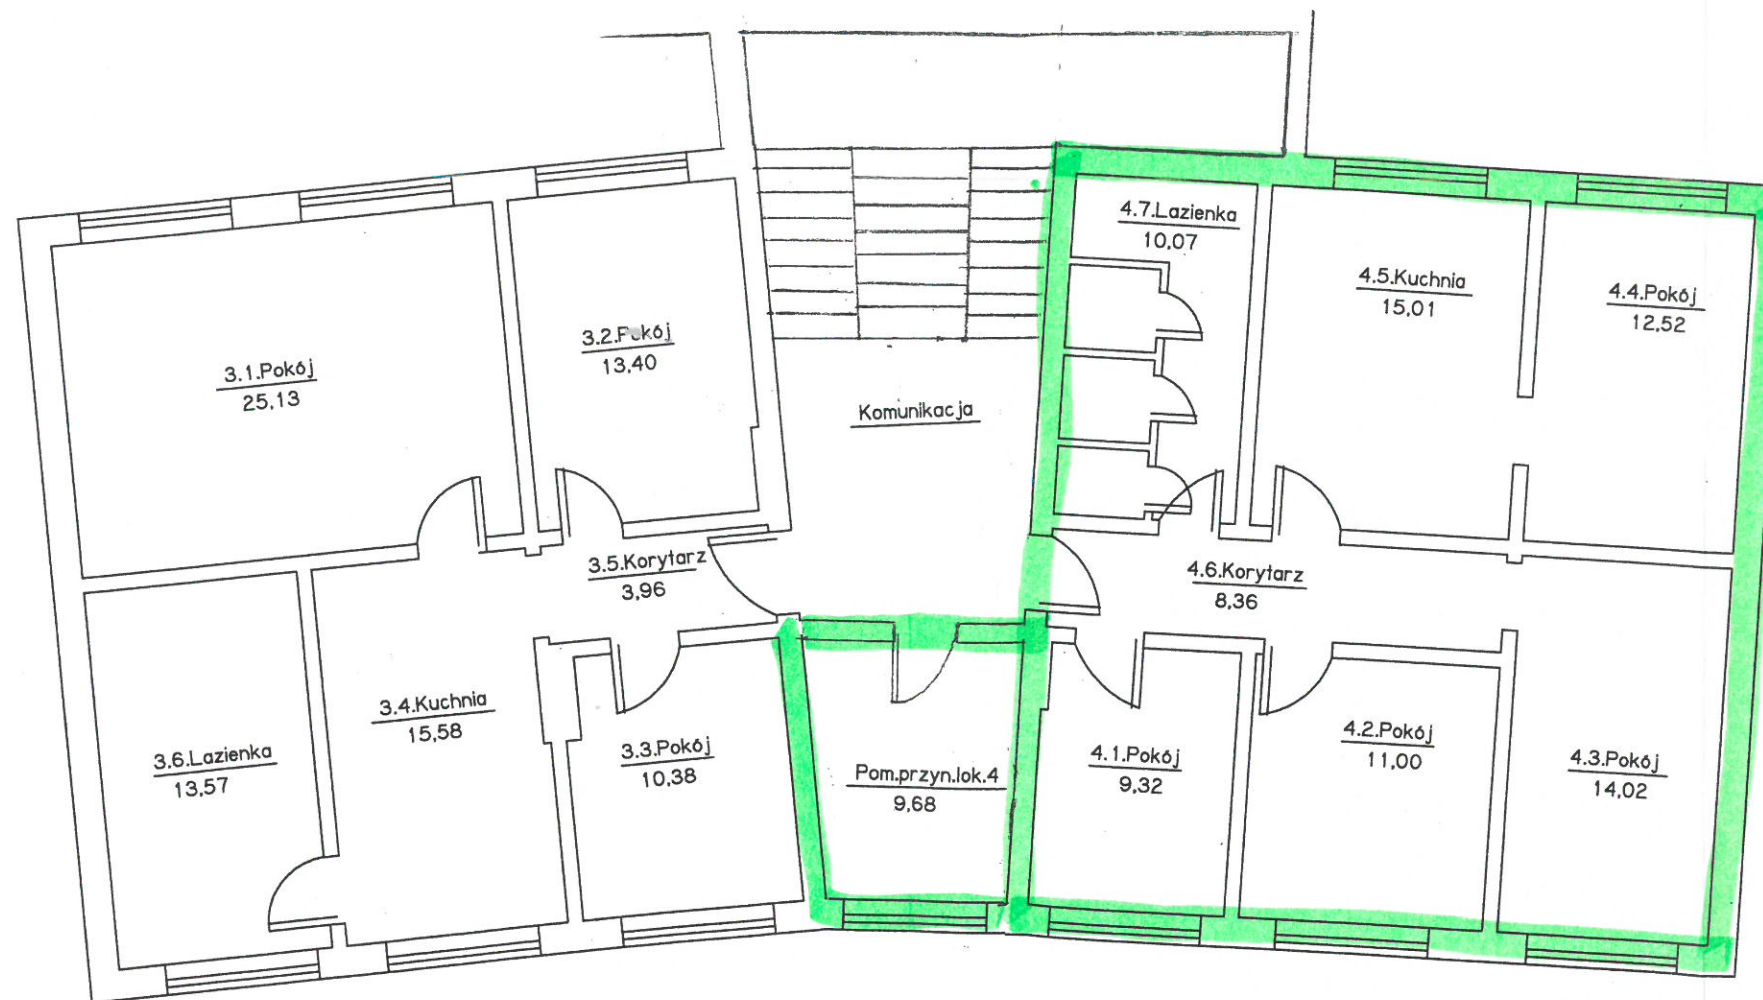 3.1.Pokój
25,13
3.2.Pokój
13,40
3.5.Korytarz
3,96
3.4.Kuchnia
15,58
3.6.Lazienka
13,57
3.3.Pokój
10,38
Komunikacja
Pom.przyn.lok.4
9,68
4.7.Lazienka
10,07
4.5.Kuchnia
15,01
4.4.Pokój
12,52
4.6.Korytarz
8,36
4.1.Pokój
9,32
4.2.Pokój
11,00
4.3.Pokój
14,02